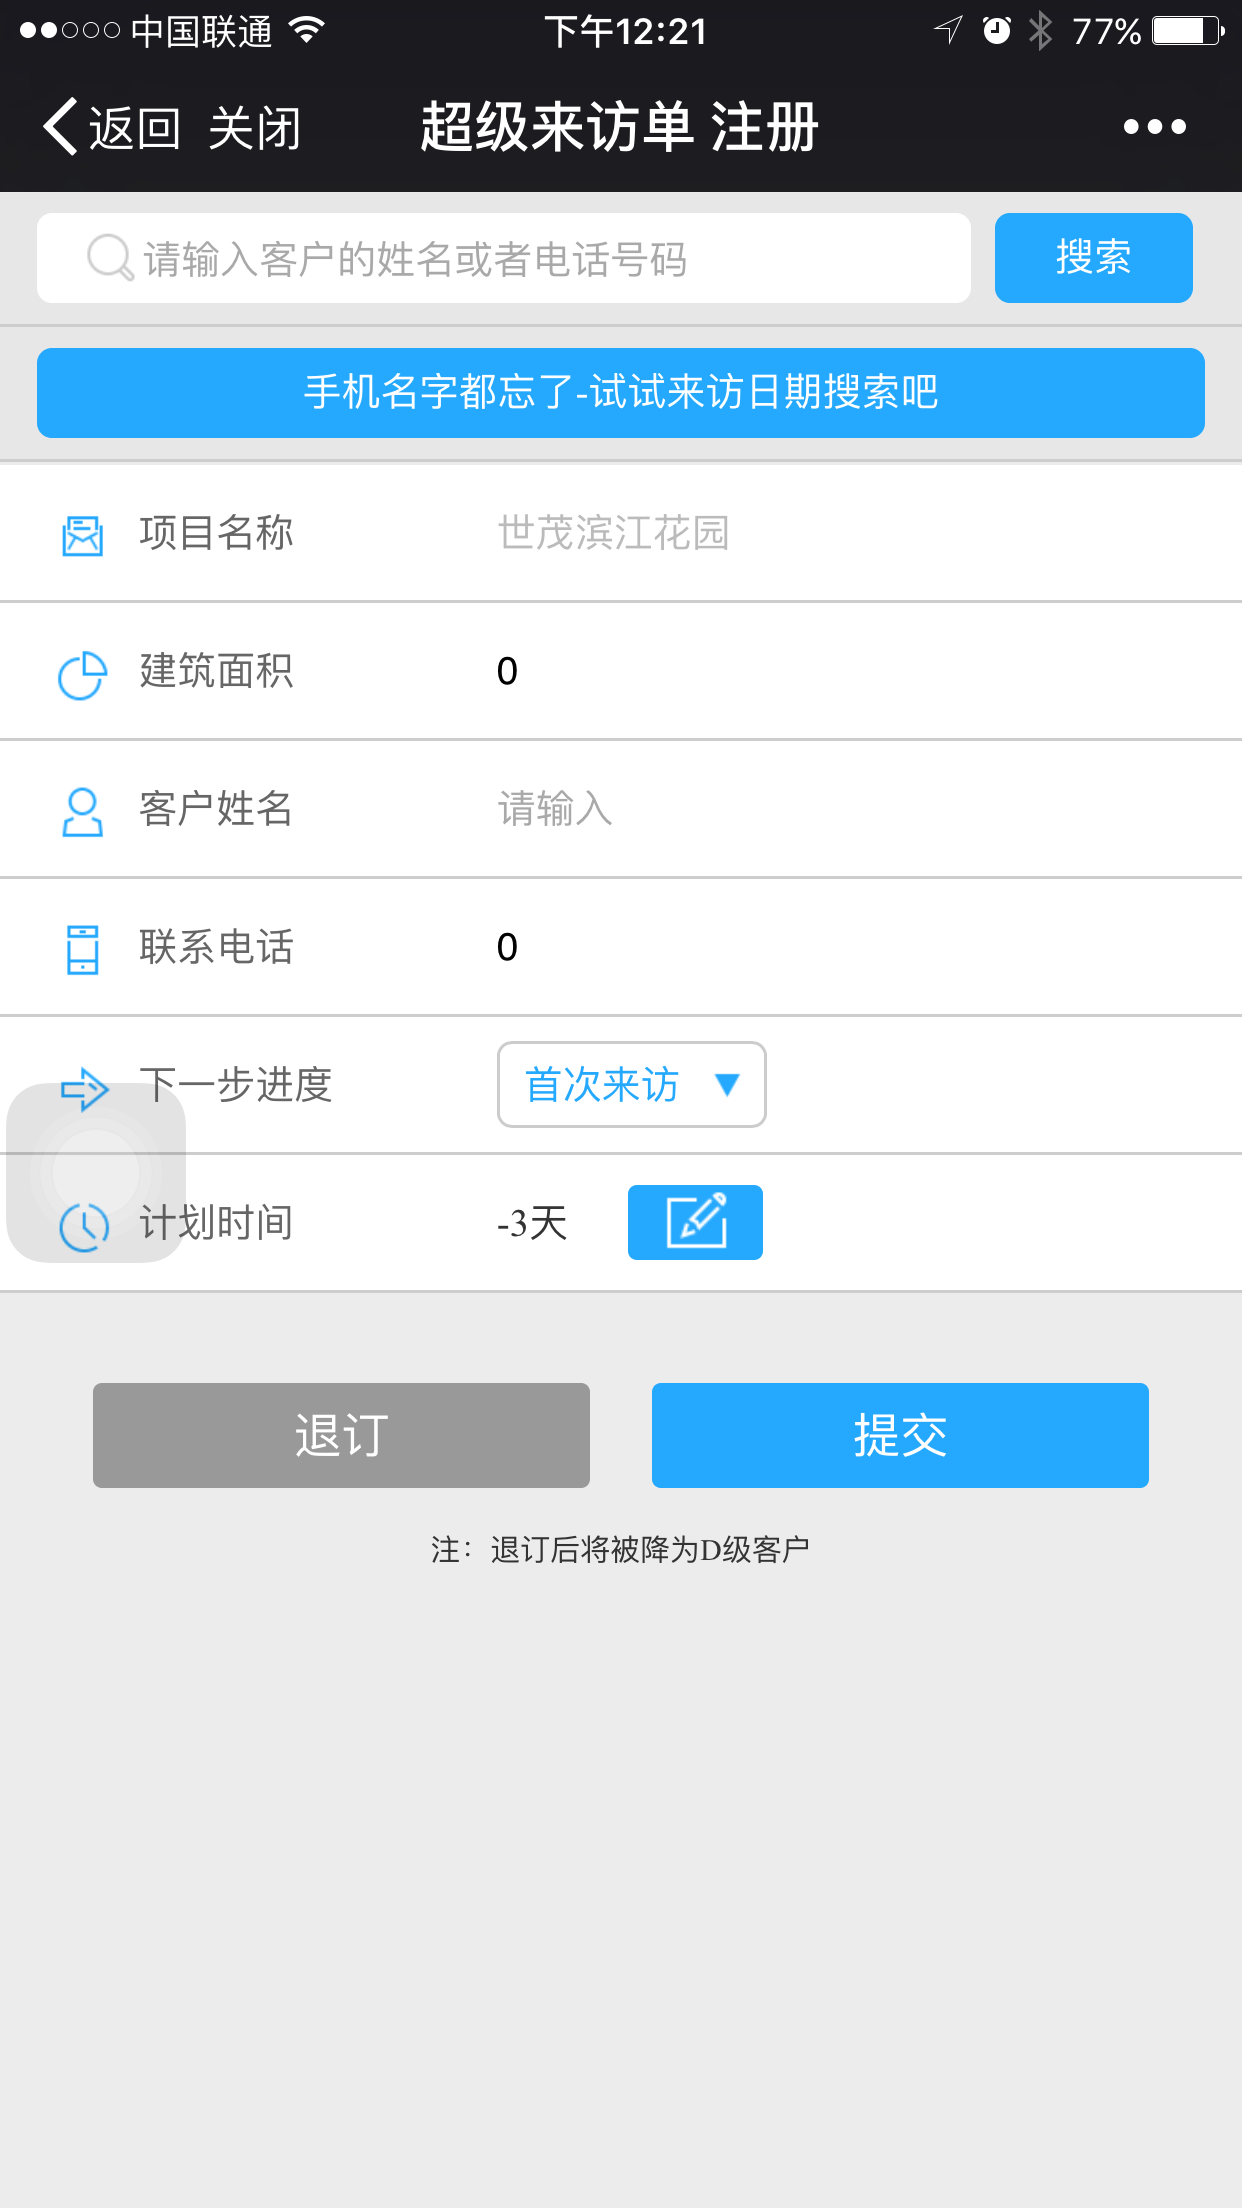 中国联通 下午12:21 77%
返回 关闭 超级来访单 注册
请输入客户的姓名或者电话号码 搜索
手机名字都忘了-试试来访日期搜索吧
项目名称 世茂滨江花园
建筑面积 0
客户姓名 请输入
联系电话 0
下一步进度 首次来访 ▼
计划时间 -3天
退订 提交
注：退订后将被降为D级客户